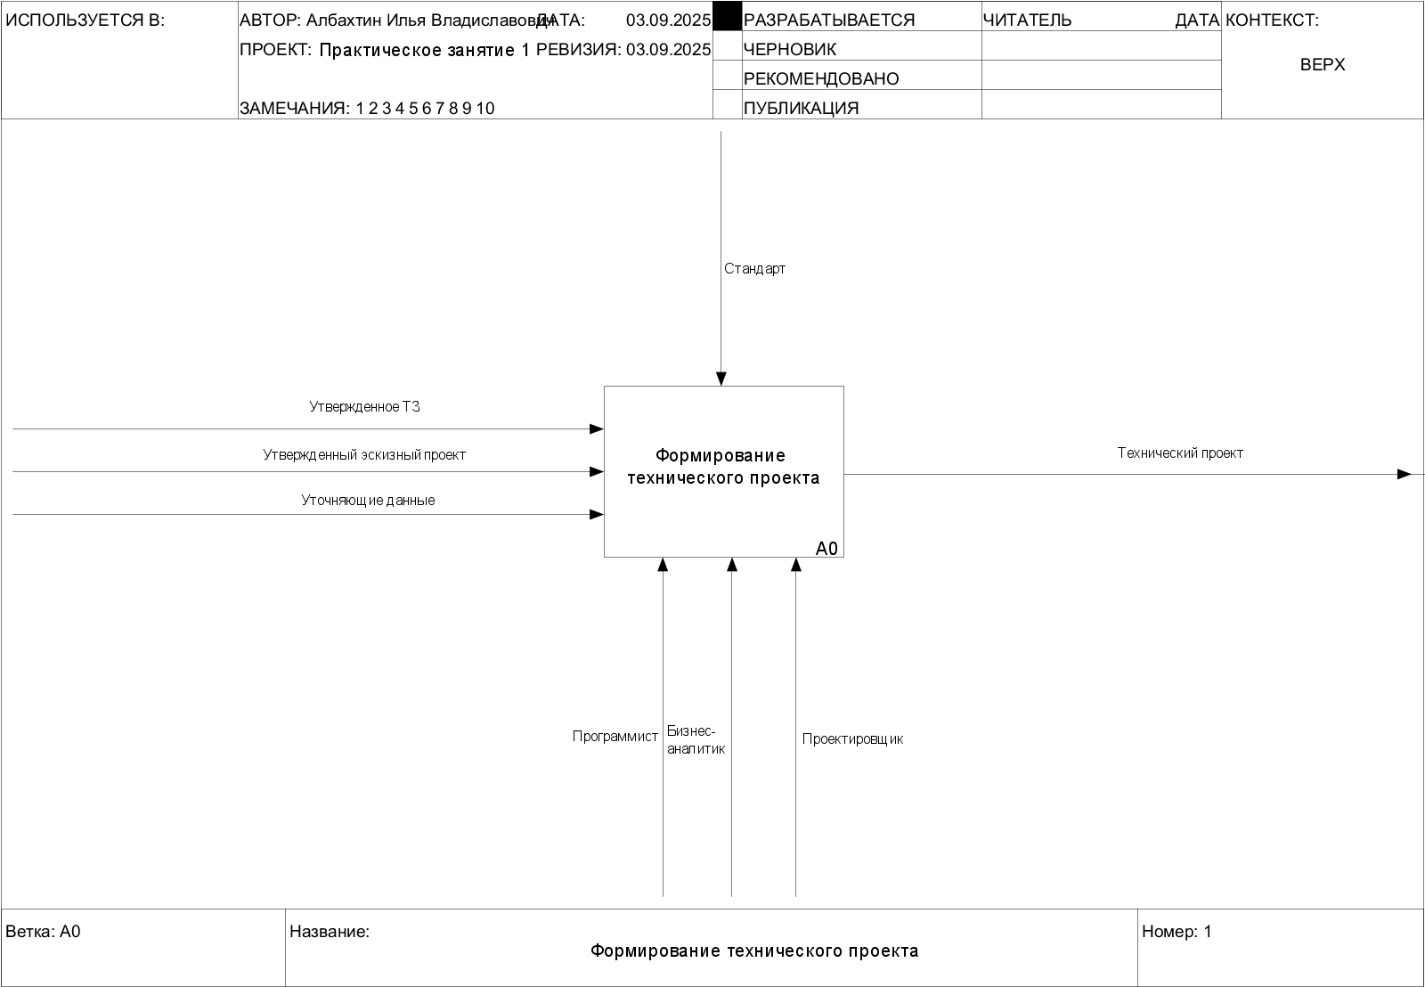 ИСПОЛЬЗУЕТСЯ В:
АВТОР: Албахтин Илья Владиславович ДАТА: 03.09.2025
ПРОЕКТ: Практическое занятие 1 РЕВИЗИЯ: 03.09.2025
ЗАМЕЧАНИЯ: 1 2 3 4 5 6 7 8 9 10
РАЗРАБАТЫВАЕТСЯ
ЧЕРНОВИК
РЕКОМЕНДОВАНО
ПУБЛИКАЦИЯ
ЧИТАТЕЛЬ ДАТА
КОНТЕКСТ:
ВЕРХ
Стандарт
Утвержденное ТЗ
Утвержденный эскизный проект
Уточняющие данные
Формирование
технического проекта
A0
Технический проект
Программист
Бизнес-
аналитик
Проектировщик
Ветка: A0
Название:
Формирование технического проекта
Номер: 1